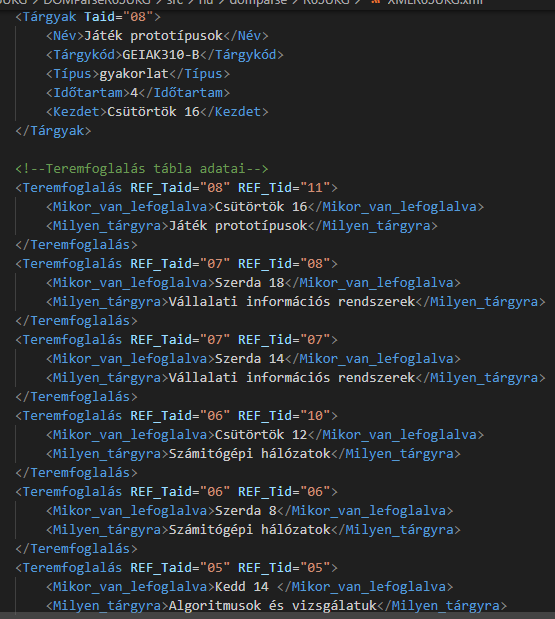 <Tárgyak Taid="08">
<Név>Játék prototípusok</Név>
<Tárgykód>GEIAK310-B</Tárgykód>
<Típus>gyakorlat</Típus>
<Időtartam>4</Időtartam>
<Kezdet>Csütörtök 16</Kezdet>
</Tárgyak>
<!--Teremfoglalás tábla adatai-->
<Teremfoglalás REF_Taid="08" REF_Tid="11">
<Mikor_van_lefoglalva>Csütörtök 16</Mikor_van_lefoglalva>
<Milyen_tárgyra>Játék prototípusok</Milyen_tárgyra>
</Teremfoglalás>
<Teremfoglalás REF_Taid="07" REF_Tid="08">
<Mikor_van_lefoglalva>Szerda 18</Mikor_van_lefoglalva>
<Milyen_tárgyra>Vállalati információs rendszerek</Milyen_tárgyra>
</Teremfoglalás>
<Teremfoglalás REF_Taid="07" REF_Tid="07">
<Mikor_van_lefoglalva>Szerda 14</Mikor_van_lefoglalva>
<Milyen_tárgyra>Vállalati információs rendszerek</Milyen_tárgyra>
</Teremfoglalás>
<Teremfoglalás REF_Taid="06" REF_Tid="10">
<Mikor_van_lefoglalva>Csütörtök 12</Mikor_van_lefoglalva>
<Milyen_tárgyra>Számitógépi hálózatok</Milyen_tárgyra>
</Teremfoglalás>
<Teremfoglalás REF_Taid="06" REF_Tid="06">
<Mikor_van_lefoglalva>Szerda 8</Mikor_van_lefoglalva>
<Milyen_tárgyra>Számitógépi hálózatok</Milyen_tárgyra>
</Teremfoglalás>
<Teremfoglalás REF_Taid="05" REF_Tid="05">
<Mikor_van_lefoglalva>Kedd 14 </Mikor_van_lefoglalva>
<Milyen_tárgyra>Algoritmusok és vizsgálatuk</Milyen_tárgyra>